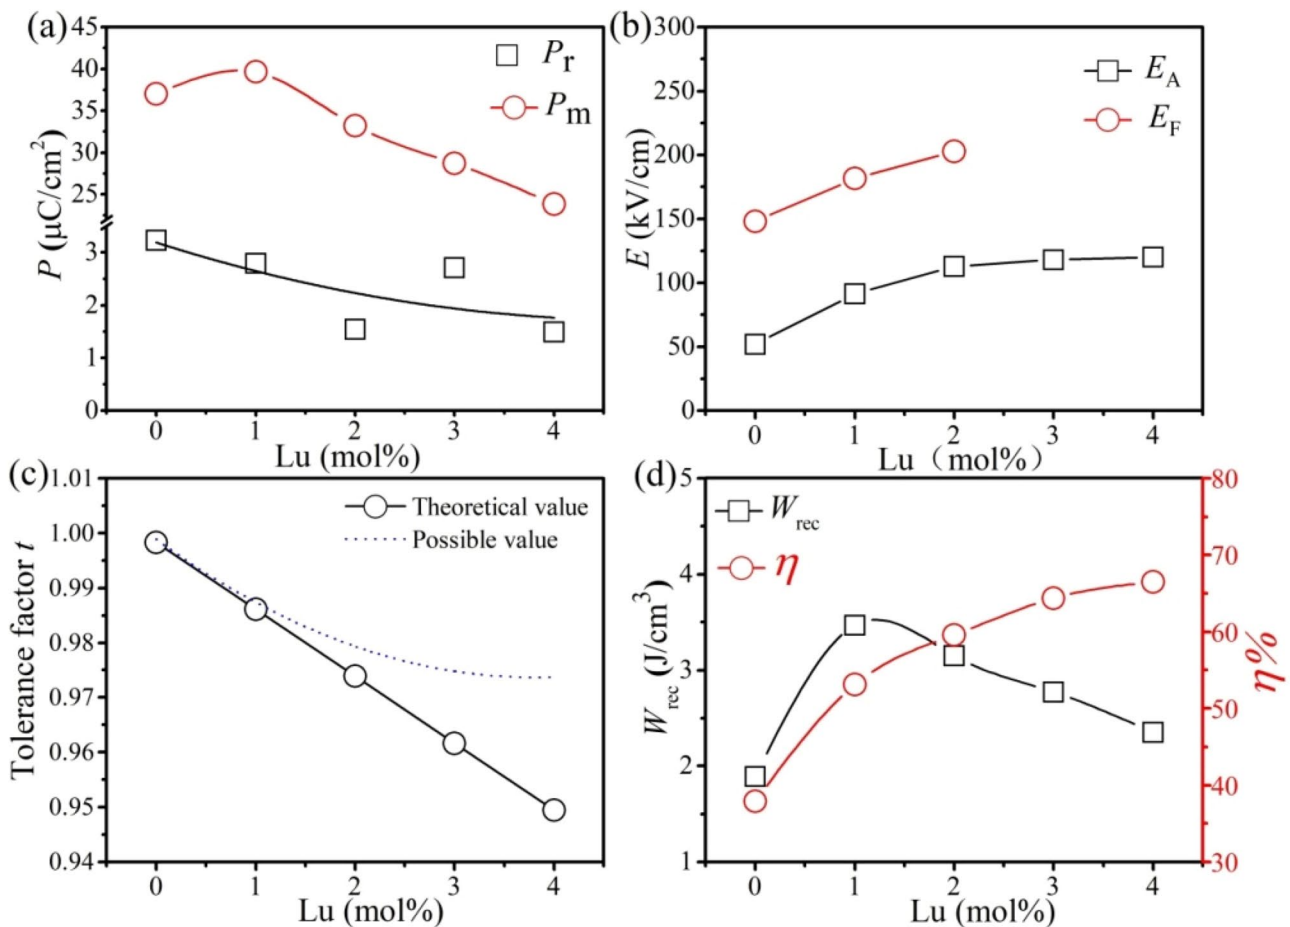 (a)
45
40
35
30
25
3
2
1
0
P (μC/cm²)
Pr
Pm
0 1 2 3 4
Lu (mol%)
(b)
300
250
200
150
100
50
0
E (kV/cm)
EA
EF
0 1 2 3 4
Lu（mol%）
(c)
1.01
1.00
0.99
0.98
0.97
0.96
0.95
0.94
Tolerance factor t
Theoretical value
Possible value
0 1 2 3 4
Lu (mol%)
(d)
5
4
3
2
1
Wrec (J/cm³)
Wrec
η
80
70
60
50
40
30
η%
0 1 2 3 4
Lu (mol%)